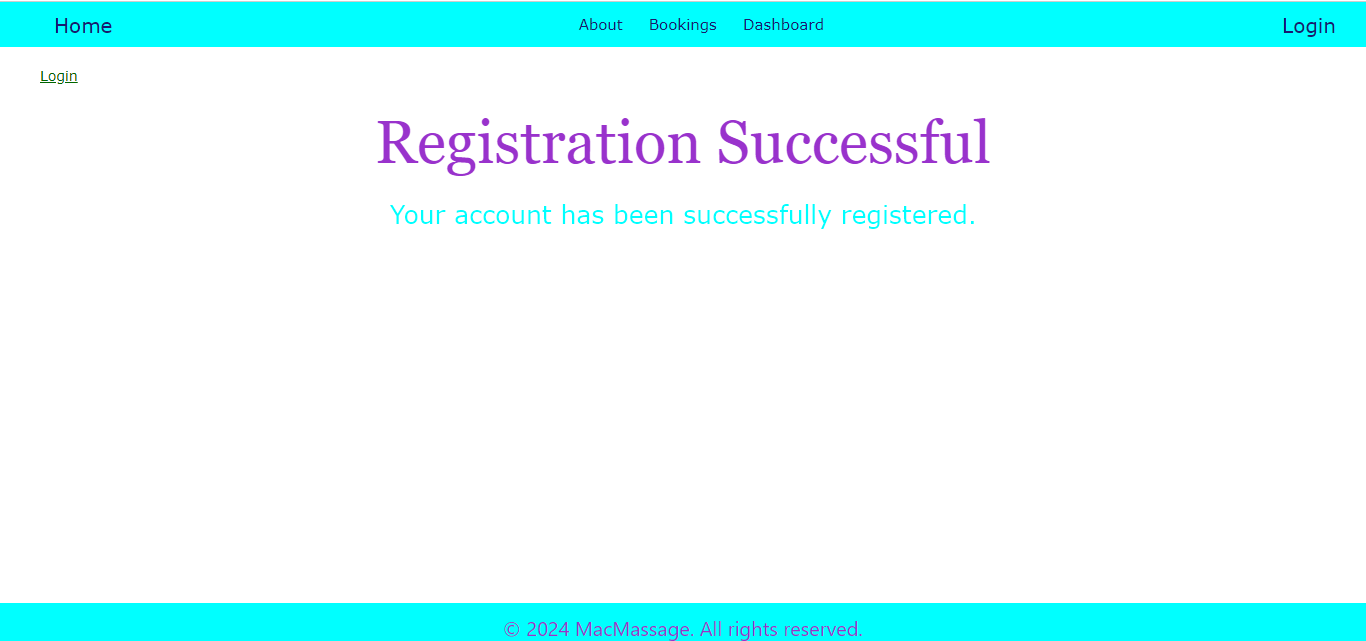 Home About Bookings Dashboard Login
Login
Registration Successful
Your account has been successfully registered.
© 2024 MacMassage. All rights reserved.